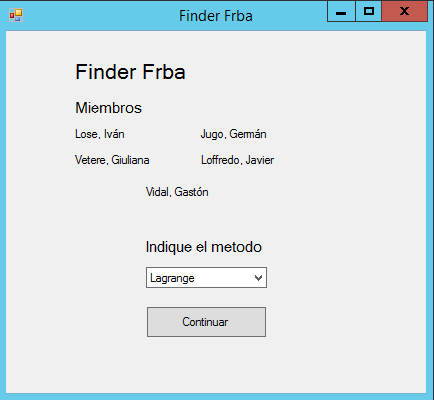 Finder Frba
Finder Frba
Miembros
Lose, Iván
Jugo, Germán
Vetere, Giuliana
Loffredo, Javier
Vidal, Gastón
Indique el metodo
Lagrange
Continuar